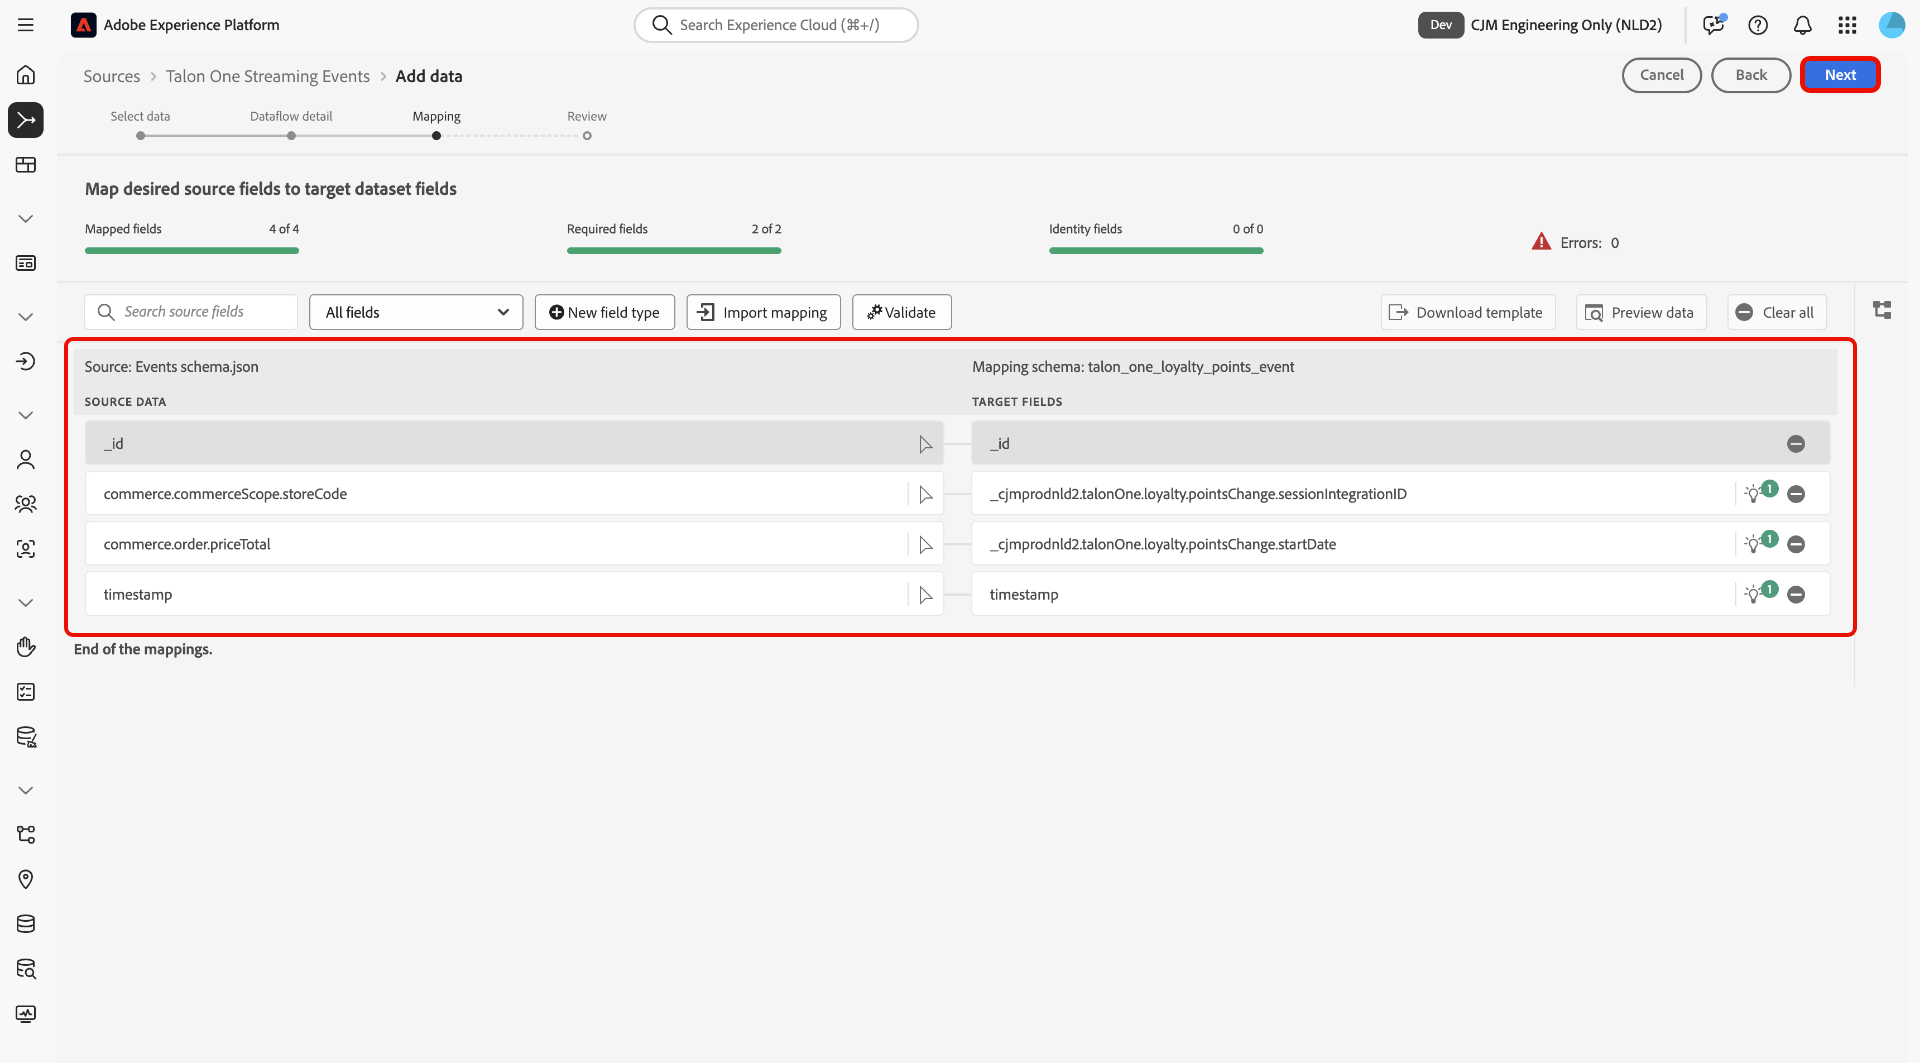 Adobe Experience Platform
Search Experience Cloud (⌘+/)
Dev
CJM Engineering Only (NLD2)
Sources > Talon One Streaming Events > Add data
Cancel
Back
Next
Select data
Dataflow detail
Mapping
Review
Map desired source fields to target dataset fields
Mapped fields 4 of 4
Required fields 2 of 2
Identity fields 0 of 0
Errors: 0
Search source fields
All fields
New field type
Import mapping
Validate
Download template
Preview data
Clear all
Source: Events schema.json
Mapping schema: talon_one_loyalty_points_event
SOURCE DATA
TARGET FIELDS
_id
_id
commerce.commerceScope.storeCode
_cjmprodnld2.talonOne.loyalty.pointsChange.sessionIntegrationID
1
commerce.order.priceTotal
_cjmprodnld2.talonOne.loyalty.pointsChange.startDate
1
timestamp
timestamp
1
End of the mappings.